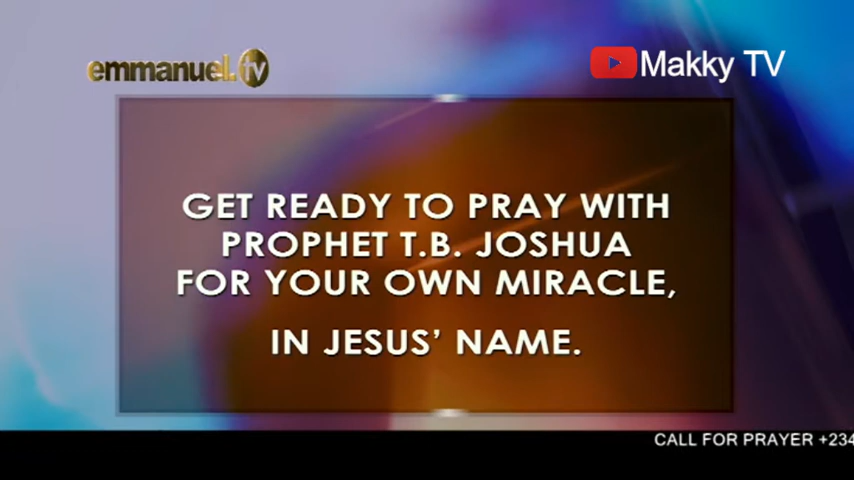 emmanuel.tv
Makky TV
GET READY TO PRAY WITH
PROPHET T.B. JOSHUA
FOR YOUR OWN MIRACLE,
IN JESUS' NAME.
CALL FOR PRAYER +234